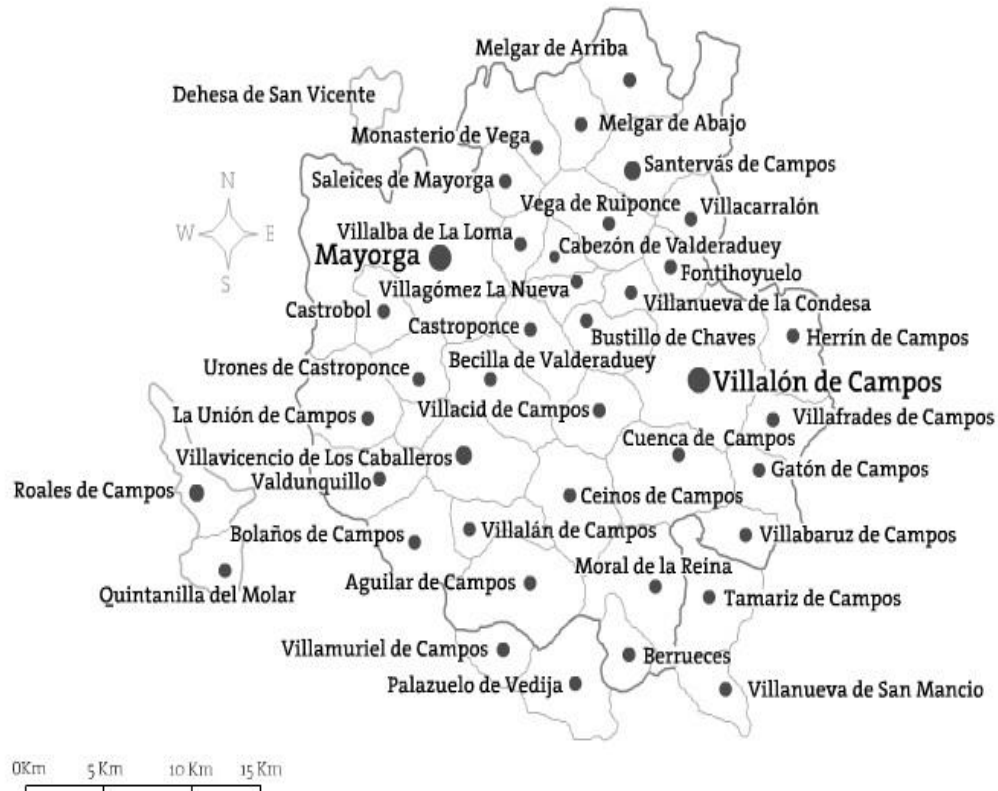 Melgar de Arriba
Dehesa de San Vicente
Melgar de Abajo
Monasterio de Vega
Santervás de Campos
Saleices de Mayorga
N
Vega de Ruiponce
Villacarralón
W
E
Villalba de La Loma
Cabezón de Valderaduey
Mayorga
Fontihoyuelo
S
Villagómez La Nueva
Villanueva de la Condesa
Castrobol
Castroponce
Bustillo de Chaves
Herrín de Campos
Urones de Castroponce
Becilla de Valderaduey
Villalón de Campos
La Unión de Campos
Villacid de Campos
Villafrades de Campos
Cuenca de Campos
Villavicencio de Los Caballeros
Gatón de Campos
Valdunquillo
Roales de Campos
Ceinos de Campos
Bolaños de Campos
Villalán de Campos
Villabaruz de Campos
Moral de la Reina
Aguilar de Campos
Quintanilla del Molar
Tamariz de Campos
Villamuriel de Campos
Berrueces
Palazuelo de Vedija
Villanueva de San Mancio
0Km 5 Km 10 Km 15 Km